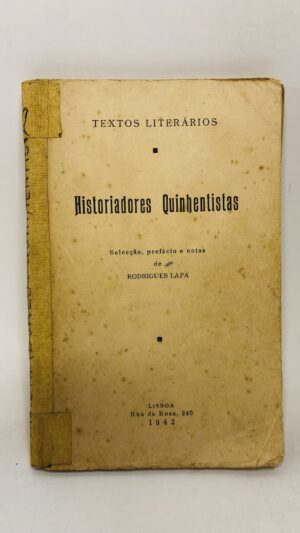 TEXTOS LITERÁRIOS
Historiadores Quinhentistas
Selecção, prefácio e notas
de
RODRIGUES LAPA
LISBOA
Rua da Rosa, 240
1942